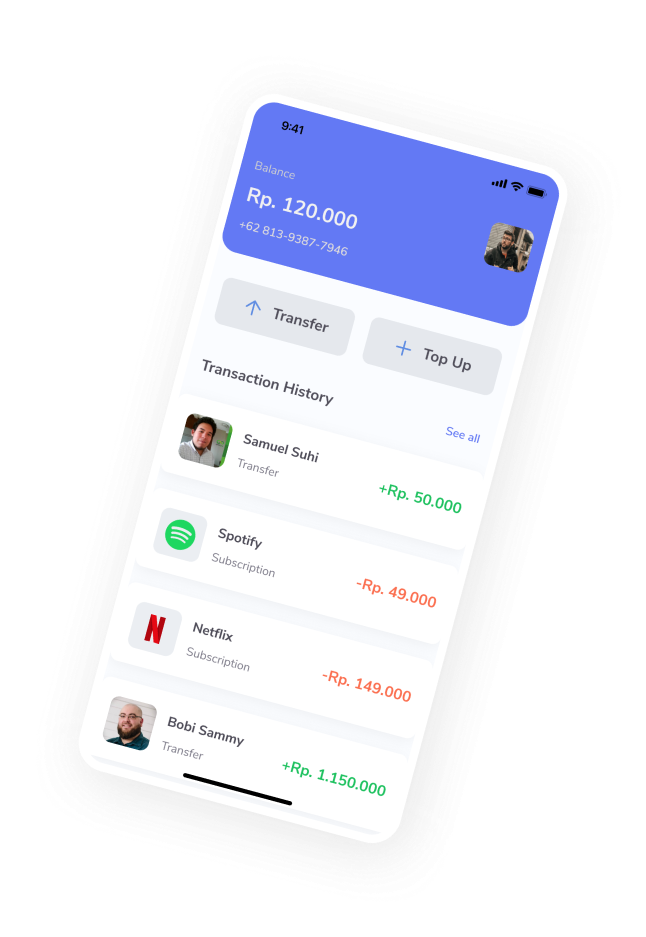 9:41
Balance
Rp. 120.000
+62 813-9387-7946
Transfer
Top Up
Transaction History
See all
Samuel Suhi
Transfer
+Rp. 50.000
Spotify
Subscription
-Rp. 49.000
Netflix
Subscription
-Rp. 149.000
Bobi Sammy
Transfer
+Rp. 1.150.000